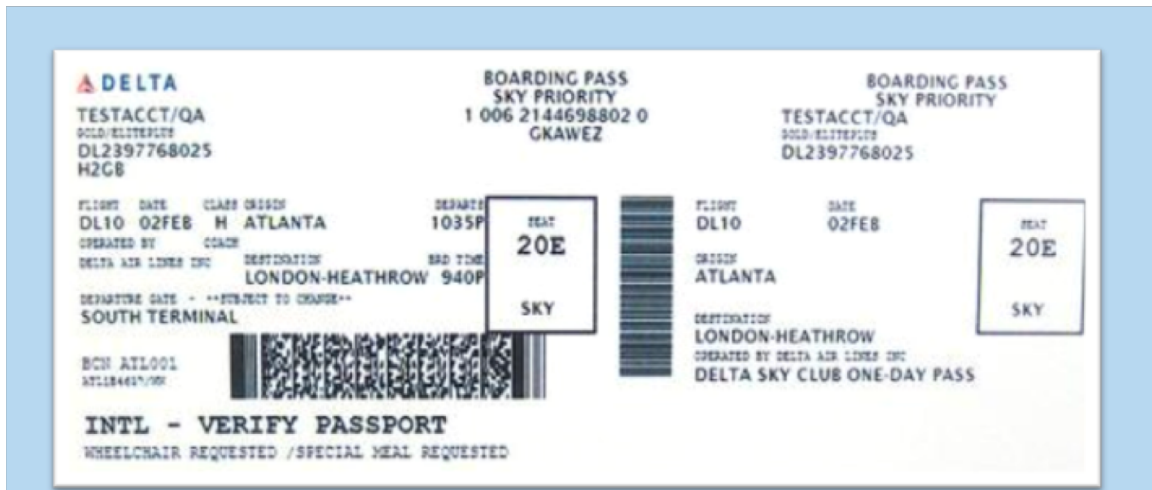 DELTA
BOARDING PASS
SKY PRIORITY
1 006 2144698802 0
GKAWEZ
TESTACCT/QA
GOLD/ELITEPLUS
DL2397768025
H2GB
FLIGHT DATE CLASS ORIGIN DEPARTS
DL10 02FEB H ATLANTA 1035P
OPERATED BY COACH
DELTA AIR LINES INC DESTINATION BRD TIME
LONDON-HEATHROW 940P
SEAT
20E
SKY
DEPARTURE GATE - **SUBJECT TO CHANGE**
SOUTH TERMINAL
BCN ATL001
INTL - VERIFY PASSPORT
WHEELCHAIR REQUESTED /SPECIAL MEAL REQUESTED
BOARDING PASS
SKY PRIORITY
TESTACCT/QA
GOLD/ELITEPLUS
DL2397768025
FLIGHT DATE
DL10 02FEB
ORIGIN
ATLANTA
SEAT
20E
SKY
DESTINATION
LONDON-HEATHROW
OPERATED BY DELTA AIR LINES INC
DELTA SKY CLUB ONE-DAY PASS